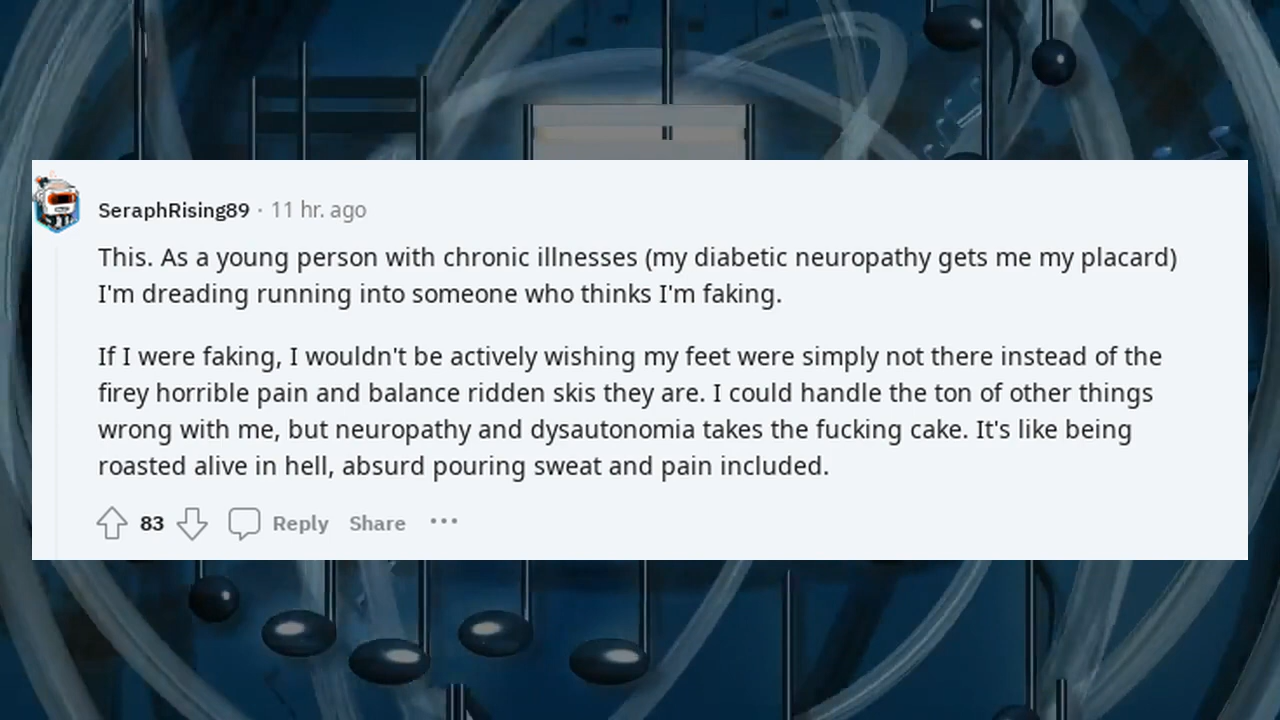 SeraphRising89 · 11 hr. ago
This. As a young person with chronic illnesses (my diabetic neuropathy gets me my placard)
I'm dreading running into someone who thinks I'm faking.
If I were faking, I wouldn't be actively wishing my feet were simply not there instead of the
firey horrible pain and balance ridden skis they are. I could handle the ton of other things
wrong with me, but neuropathy and dysautonomia takes the fucking cake. It's like being
roasted alive in hell, absurd pouring sweat and pain included.
83 Reply Share ···